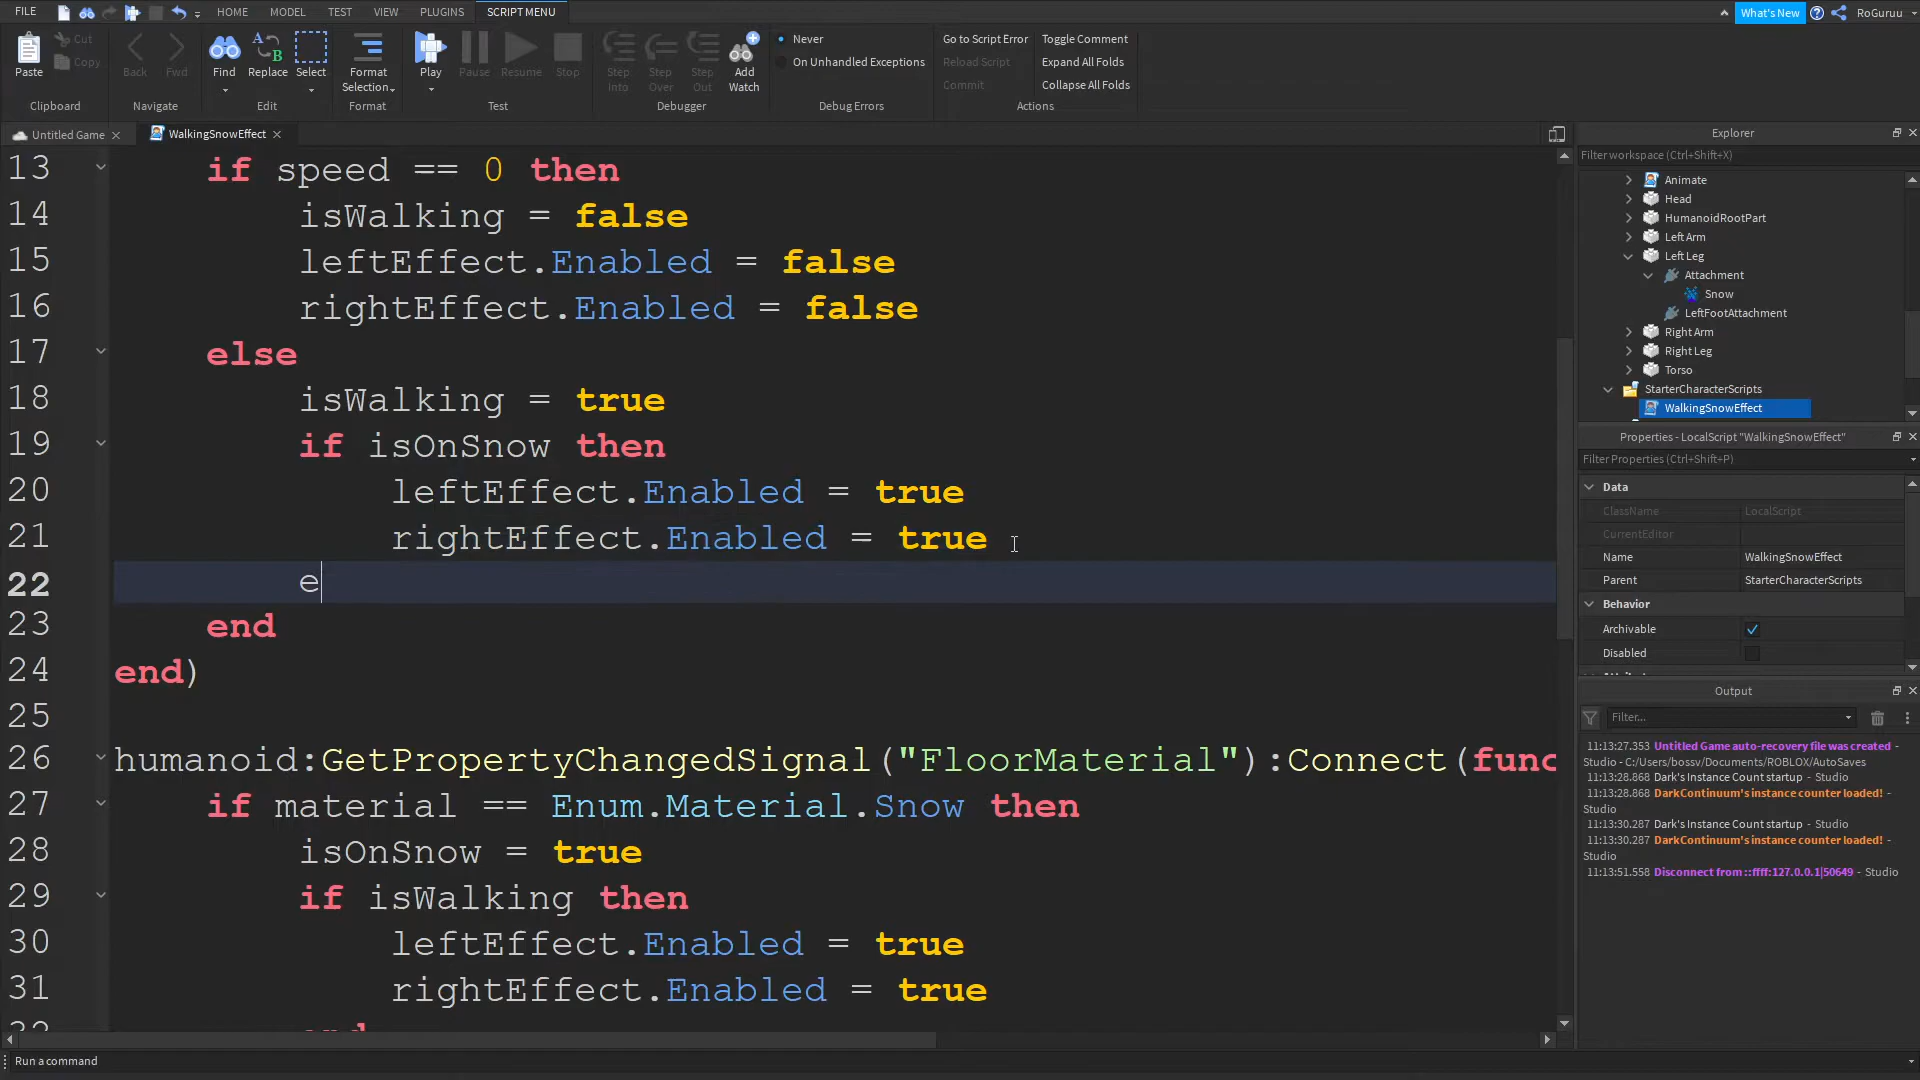 FILE HOME MODEL TEST VIEW PLUGINS SCRIPT MENU What's New RoGuruu
Cut
Copy
Paste
Back Fwd
Find Replace Select
Format Selection
Play Pause Resume Stop
Step Into Step Over Step Out Add Watch
Never
On Unhandled Exceptions
Go to Script Error Toggle Comment
Reload Script Expand All Folds
Commit Collapse All Folds
Clipboard Navigate Edit Format Test Debugger Debug Errors Actions
Untitled Game WalkingSnowEffect
13 if speed == 0 then
14 isWalking = false
15 leftEffect.Enabled = false
16 rightEffect.Enabled = false
17 else
18 isWalking = true
19 if isOnSnow then
20 leftEffect.Enabled = true
21 rightEffect.Enabled = true
22 e
23 end
24 end)
25
26 humanoid:GetPropertyChangedSignal("FloorMaterial"):Connect(func
27 if material == Enum.Material.Snow then
28 isOnSnow = true
29 if isWalking then
30 leftEffect.Enabled = true
31 rightEffect.Enabled = true
Run a command
Explorer
Filter workspace (Ctrl+Shift+X)
Animate
Head
HumanoidRootPart
Left Arm
Left Leg
Attachment
Snow
LeftFootAttachment
Right Arm
Right Leg
Torso
StarterCharacterScripts
WalkingSnowEffect
Properties - LocalScript "WalkingSnowEffect"
Filter Properties (Ctrl+Shift+P)
Data
ClassName LocalScript
CurrentEditor
Name WalkingSnowEffect
Parent StarterCharacterScripts
Behavior
Archivable
Disabled
Output
Filter...
11:13:27.353 Untitled Game auto-recovery file was created -
Studio - C:/Users/bossv/Documents/ROBLOX/AutoSaves
11:13:28.868 Dark's Instance Count startup - Studio
11:13:28.868 DarkContinuum's instance counter loaded! -
Studio
11:13:30.287 Dark's Instance Count startup - Studio
11:13:30.287 DarkContinuum's instance counter loaded! -
Studio
11:13:51.558 Disconnect from ::ffff:127.0.0.1|50649 - Studio